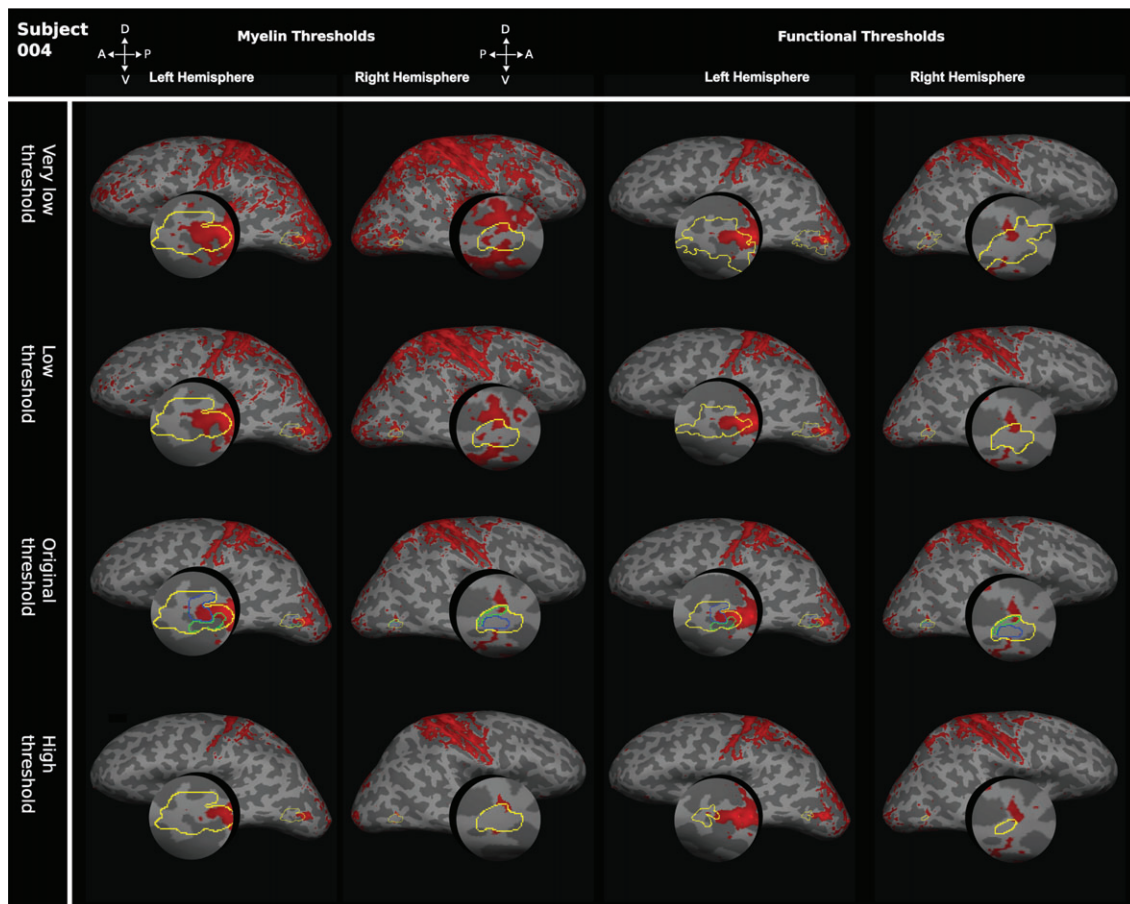 Subject
004
D
A P
V
Myelin Thresholds
D
P A
V
Functional Thresholds
Left Hemisphere
Right Hemisphere
Left Hemisphere
Right Hemisphere
Very low
threshold
Low
threshold
Original
threshold
High
threshold